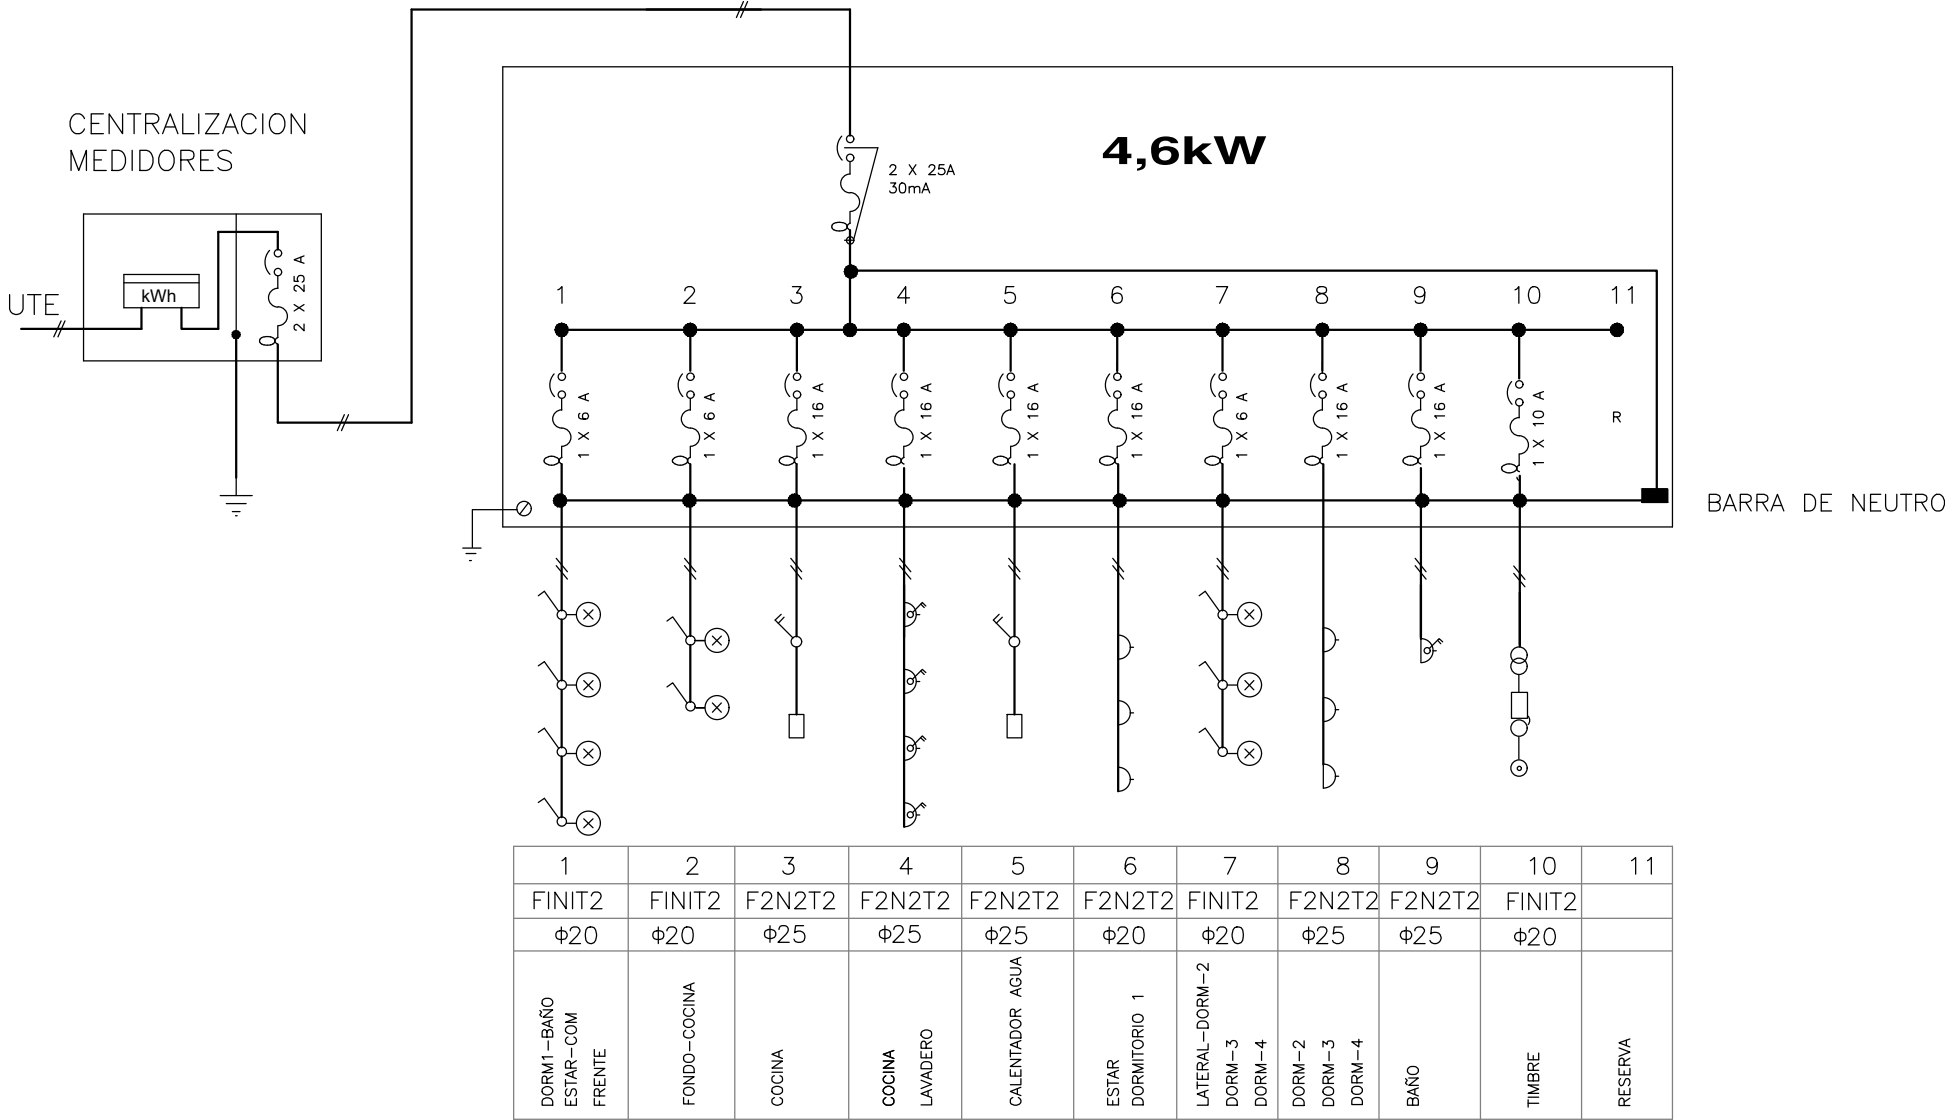 CENTRALIZACION
MEDIDORES
UTE
kWh
2 X 25 A
4,6kW
2 X 25A
30mA
1 2 3 4 5 6 7 8 9 10 11
1 X 6 A
1 X 6 A
1 X 16 A
1 X 16 A
1 X 16 A
1 X 16 A
1 X 6 A
1 X 16 A
1 X 16 A
1 X 10 A
R
BARRA DE NEUTRO
1 2 3 4 5 6 7 8 9 10 11
FINIT2 FINIT2 F2N2T2 F2N2T2 F2N2T2 F2N2T2 FINIT2 F2N2T2 F2N2T2 FINIT2
Φ20 Φ20 Φ25 Φ25 Φ25 Φ20 Φ20 Φ25 Φ25 Φ20
DORM1-BAÑO
ESTAR-COM
FRENTE
FONDO-COCINA
COCINA
COCINA
LAVADERO
CALENTADOR AGUA
ESTAR
DORMITORIO 1
LATERAL-DORM-2
DORM-3
DORM-4
DORM-2
DORM-3
DORM-4
BAÑO
TIMBRE
RESERVA